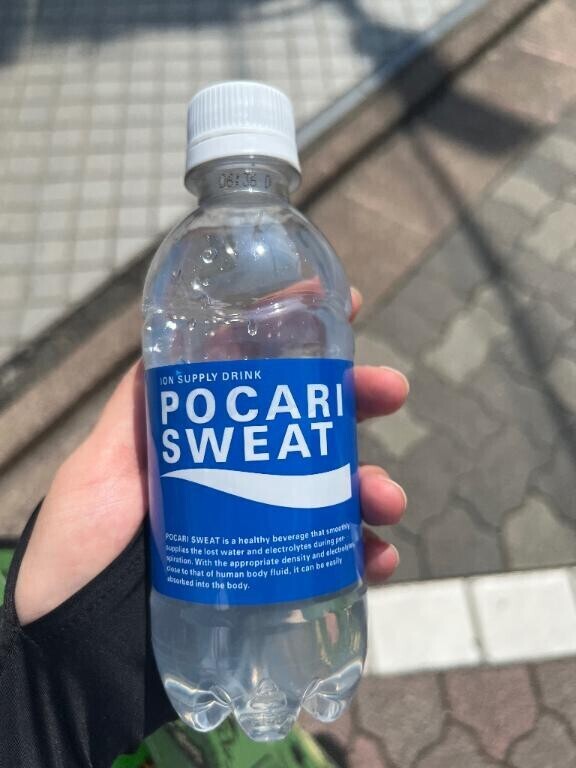 06:36 D
ION SUPPLY DRINK
POCARI
SWEAT
POCARI SWEAT is a healthy beverage that smoothly
supplies the lost water and electrolytes during per-
spiration. With the appropriate density and electrolytes,
close to that of human body fluid, it can be easily
absorbed into the body.